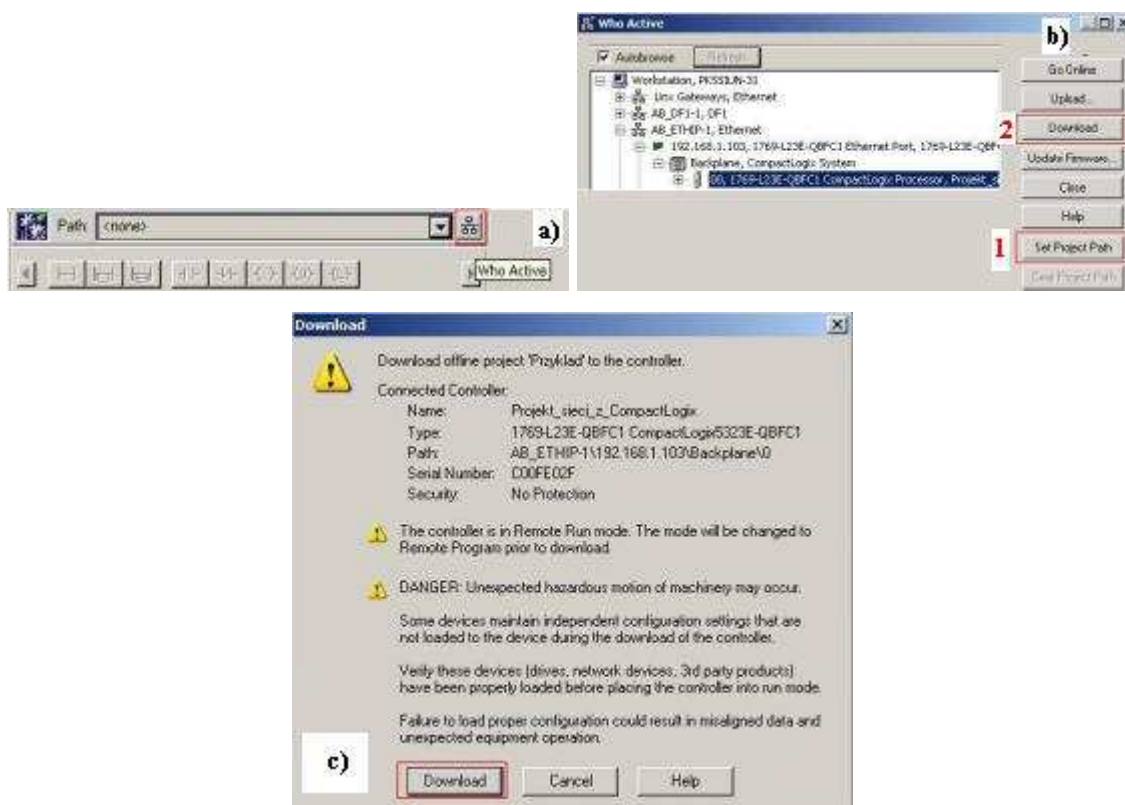 Path: <none>
a)
Who Active
Who Active
b)
Autobrowse
Refresh
Workstation, PKSSIUN-31
Linx Gateways, Ethernet
AB_DF1-1, DF1
AB_ETHIP-1, Ethernet
192.168.1.103, 1769-L23E-QBFC1 Ethernet Port, 1769-L23E-QBF
Backplane, CompactLogix System
00, 1769-L23E-QBFC1 CompactLogix Processor, Projekt_s
Go Online
Upload...
2
Download
Update Firmware...
Close
Help
1
Set Project Path
Clear Project Path
Download
Download offline project 'Przyklad' to the controller.
Connected Controller:
Name: Projekt_sieci_z_CompactLogix
Type: 1769-L23E-QBFC1 CompactLogix5323E-QBFC1
Path: AB_ETHIP-1\192.168.1.103\Backplane\0
Serial Number: C00FE02F
Security: No Protection
The controller is in Remote Run mode. The mode will be changed to
Remote Program prior to download.
DANGER: Unexpected hazardous motion of machinery may occur.
Some devices maintain independent configuration settings that are
not loaded to the device during the download of the controller.
Verify these devices (drives, network devices, 3rd party products)
have been properly loaded before placing the controller into run mode.
Failure to load proper configuration could result in misaligned data and
unexpected equipment operation.
c)
Download
Cancel
Help